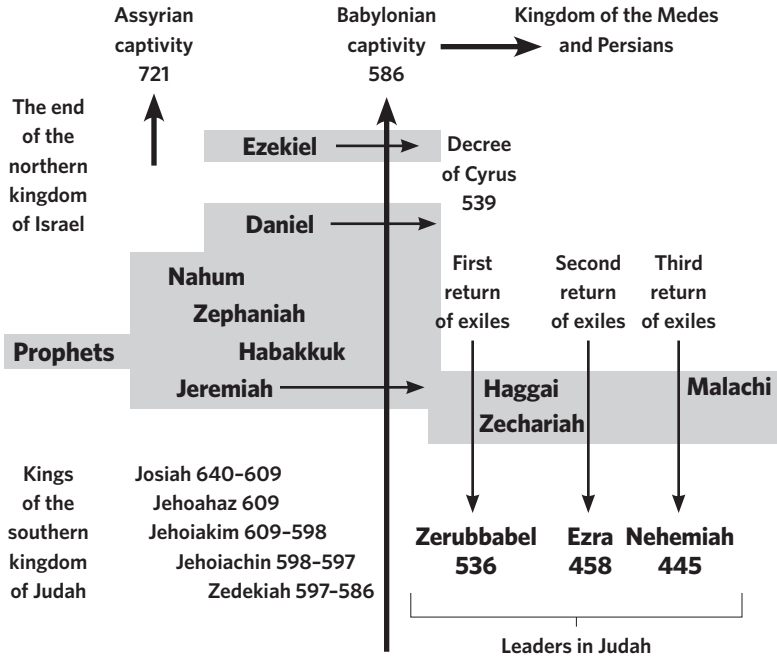 Assyrian
captivity
721
Babylonian
captivity
586
Kingdom of the Medes
and Persians
The end
of the
northern
kingdom
of Israel
Ezekiel
Decree
of Cyrus
539
Daniel
Nahum
Zephaniah
Habakkuk
Jeremiah
Prophets
First
return
of exiles
Second
return
of exiles
Third
return
of exiles
Haggai
Zechariah
Malachi
Kings
of the
southern
kingdom
of Judah
Josiah 640–609
Jehoahaz 609
Jehoiakim 609–598
Jehoiachin 598–597
Zedekiah 597–586
Zerubbabel
536
Ezra
458
Nehemiah
445
Leaders in Judah